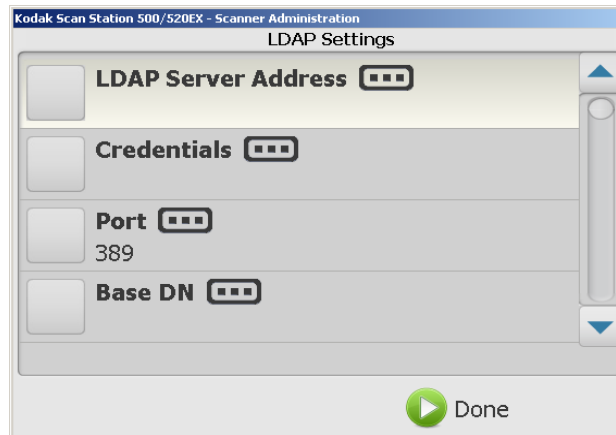 Kodak Scan Station 500/520EX - Scanner Administration
LDAP Settings
LDAP Server Address
Credentials
Port
389
Base DN
Done